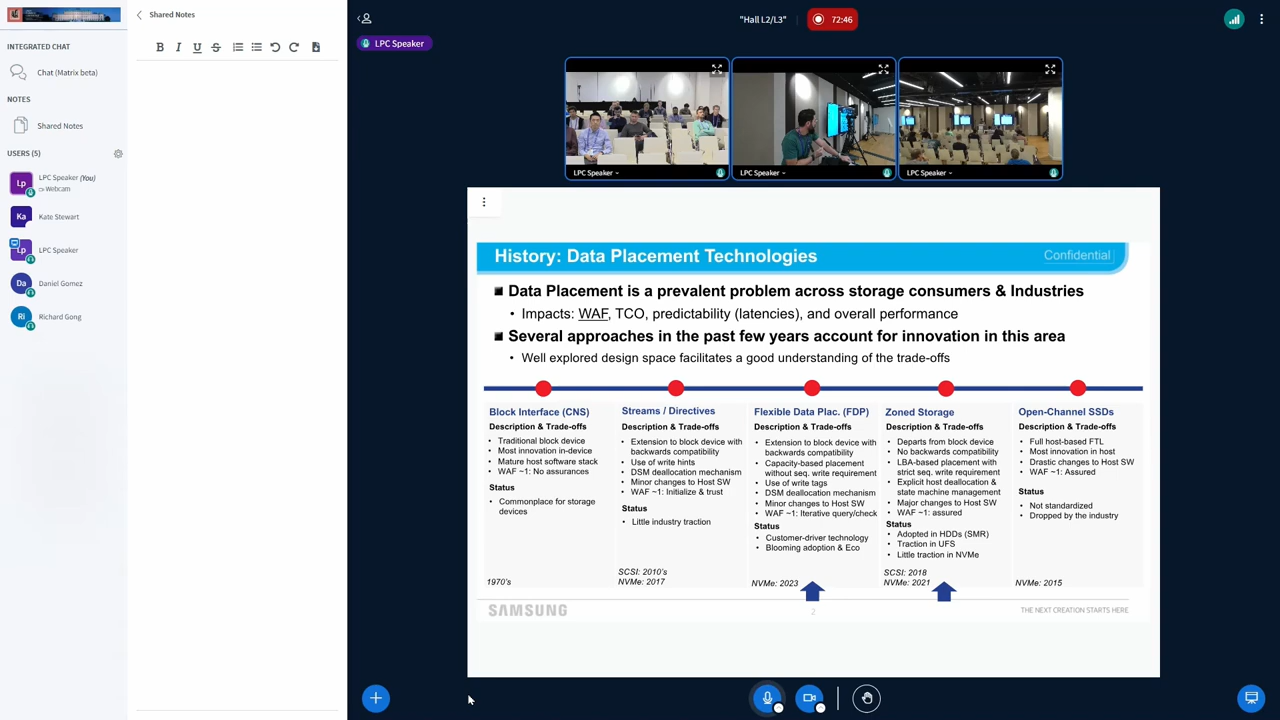 Shared Notes
INTEGRATED CHAT
Chat (Matrix beta)
NOTES
Shared Notes
USERS (5)
Lp
LPC Speaker (You)
Webcam
Ka
Kate Stewart
Lp
LPC Speaker
Da
Daniel Gomez
Ri
Richard Gong
B I U S
"Hall L2/L3"
72:46
LPC Speaker
LPC Speaker
LPC Speaker
LPC Speaker
History: Data Placement Technologies
Confidential
Data Placement is a prevalent problem across storage consumers & Industries
• Impacts: WAF, TCO, predictability (latencies), and overall performance
Several approaches in the past few years account for innovation in this area
• Well explored design space facilitates a good understanding of the trade-offs
Block Interface (CNS)
Description & Trade-offs
• Traditional block device
• Most innovation in-device
• Mature host software stack
• WAF ~1: No assurances
Status
• Commonplace for storage
devices
1970's
Streams / Directives
Description & Trade-offs
• Extension to block device with
backwards compatibility
• Use of write hints
• DSM deallocation mechanism
• Minor changes to Host SW
• WAF ~1: Initialize & trust
Status
• Little industry traction
SCSI: 2010's
NVMe: 2017
Flexible Data Plac. (FDP)
Description & Trade-offs
• Extension to block device with
backwards compatibility
• Capacity-based placement
without seq. write requirement
• Use of write tags
• DSM deallocation mechanism
• Minor changes to Host SW
• WAF ~1: Iterative query/check
Status
• Customer-driver technology
• Blooming adoption & Eco
NVMe: 2023
Zoned Storage
Description & Trade-offs
• Departs from block device
• No backwards compatibility
• LBA-based placement with
strict seq. write requirement
• Explicit host deallocation &
state machine management
• Major changes to Host SW
• WAF ~1: assured
Status
• Adopted in HDDs (SMR)
• Traction in UFS
• Little traction in NVMe
SCSI: 2018
NVMe: 2021
Open-Channel SSDs
Description & Trade-offs
• Full host-based FTL
• Most innovation in host
• Drastic changes to Host SW
• WAF ~1: Assured
Status
• Not standardized
• Dropped by the industry
NVMe: 2015
SAMSUNG
2
THE NEXT CREATION STARTS HERE